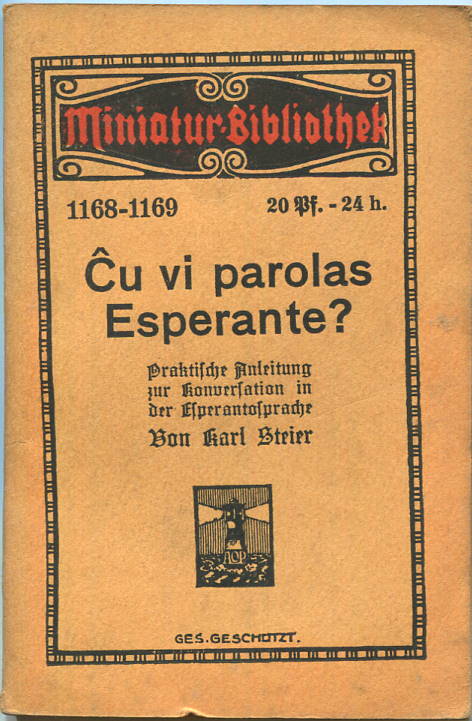 Miniatur-Bibliothek
1168-1169 20 Pf. - 24 h.
Ĉu vi parolas
Esperante?
Praktische Anleitung
zur Konversation in
der Esperantosprache
Von Karl Steier
AOP
GES. GESCHÜTZT.